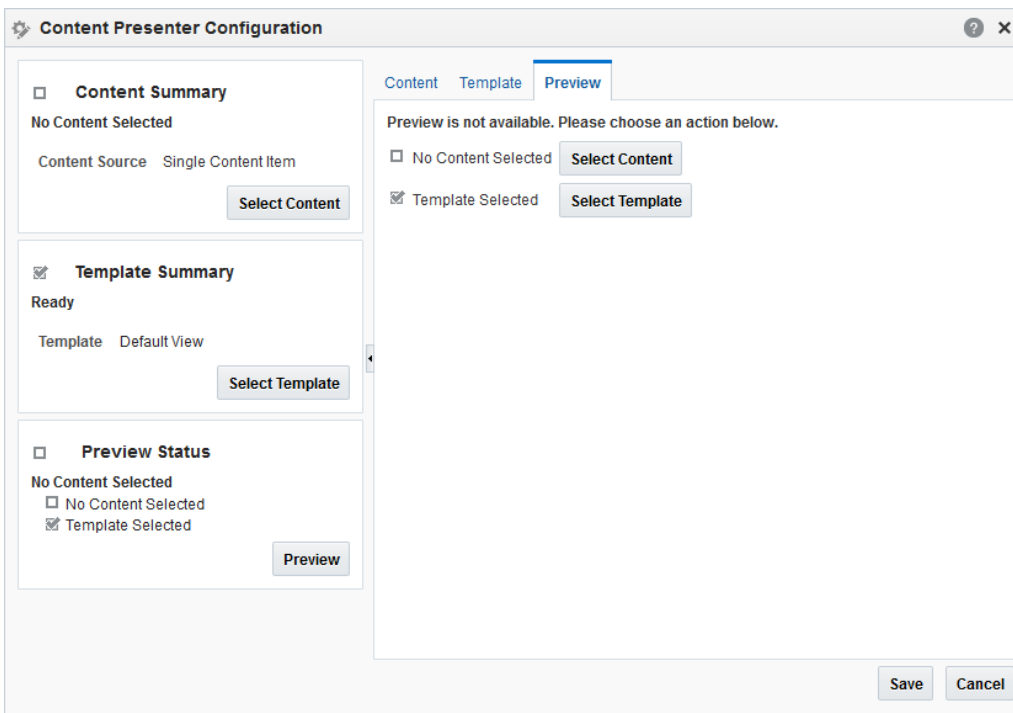 Content Presenter Configuration
Content Summary
No Content Selected
Content Source Single Content Item
Select Content
Template Summary
Ready
Template Default View
Select Template
Preview Status
No Content Selected
No Content Selected
Template Selected
Preview
Content Template Preview
Preview is not available. Please choose an action below.
No Content Selected Select Content
Template Selected Select Template
Save Cancel